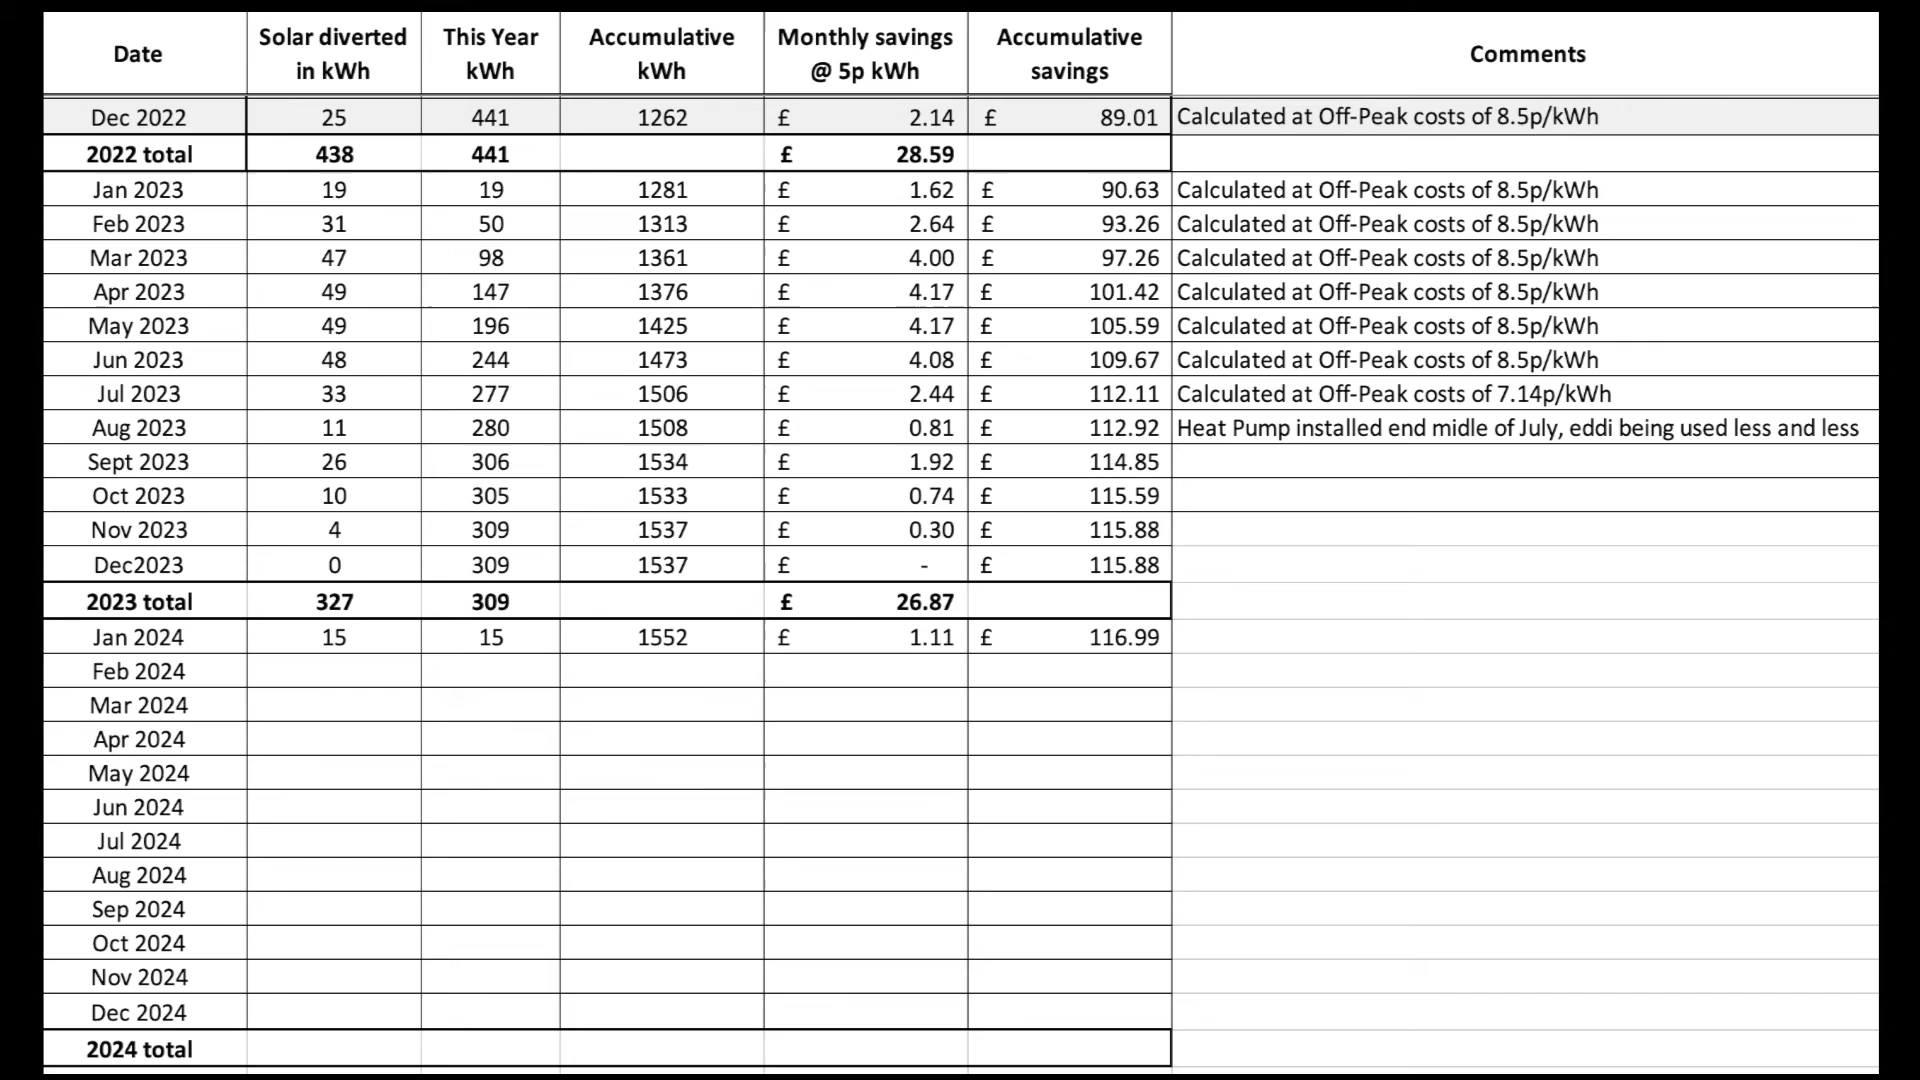 Date Solar diverted in kWh This Year kWh Accumulative kWh Monthly savings @ 5p kWh Accumulative savings Comments
Dec 2022 25 441 1262 £ 2.14 £ 89.01 Calculated at Off-Peak costs of 8.5p/kWh
2022 total 438 441 £ 28.59
Jan 2023 19 19 1281 £ 1.62 £ 90.63 Calculated at Off-Peak costs of 8.5p/kWh
Feb 2023 31 50 1313 £ 2.64 £ 93.26 Calculated at Off-Peak costs of 8.5p/kWh
Mar 2023 47 98 1361 £ 4.00 £ 97.26 Calculated at Off-Peak costs of 8.5p/kWh
Apr 2023 49 147 1376 £ 4.17 £ 101.42 Calculated at Off-Peak costs of 8.5p/kWh
May 2023 49 196 1425 £ 4.17 £ 105.59 Calculated at Off-Peak costs of 8.5p/kWh
Jun 2023 48 244 1473 £ 4.08 £ 109.67 Calculated at Off-Peak costs of 8.5p/kWh
Jul 2023 33 277 1506 £ 2.44 £ 112.11 Calculated at Off-Peak costs of 7.14p/kWh
Aug 2023 11 280 1508 £ 0.81 £ 112.92 Heat Pump installed end midle of July, eddi being used less and less
Sept 2023 26 306 1534 £ 1.92 £ 114.85
Oct 2023 10 305 1533 £ 0.74 £ 115.59
Nov 2023 4 309 1537 £ 0.30 £ 115.88
Dec2023 0 309 1537 £ - £ 115.88
2023 total 327 309 £ 26.87
Jan 2024 15 15 1552 £ 1.11 £ 116.99
Feb 2024
Mar 2024
Apr 2024
May 2024
Jun 2024
Jul 2024
Aug 2024
Sep 2024
Oct 2024
Nov 2024
Dec 2024
2024 total